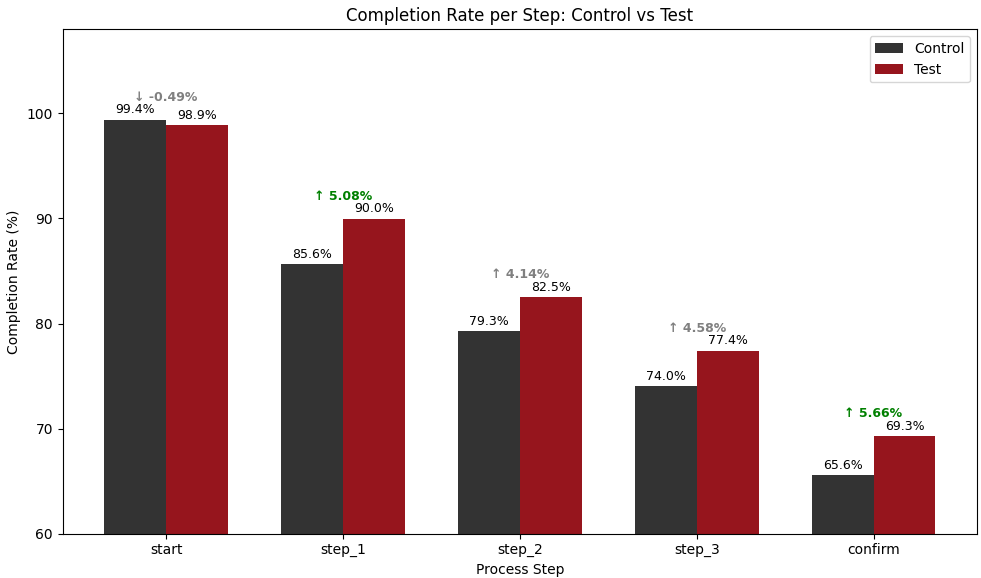 Completion Rate per Step: Control vs Test
Control
Test
Completion Rate (%)
100
90
80
70
60
↓ -0.49%
99.4%
98.9%
↑ 5.08%
85.6%
90.0%
↑ 4.14%
79.3%
82.5%
↑ 4.58%
74.0%
77.4%
↑ 5.66%
65.6%
69.3%
start
step_1
step_2
step_3
confirm
Process Step